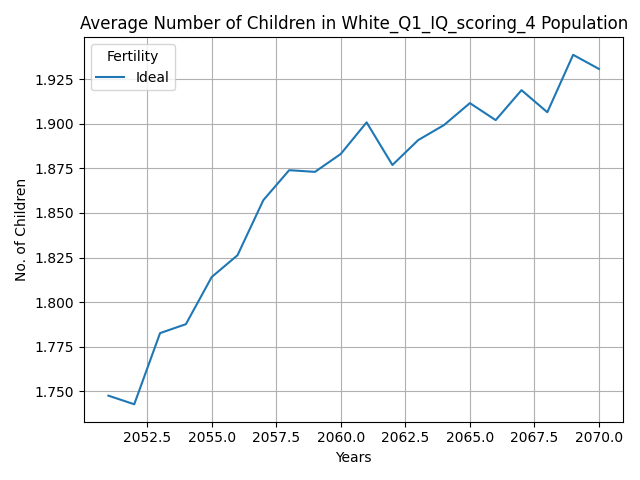 Average Number of Children in White_Q1_IQ_scoring_4 Population
Fertility
Ideal
No. of Children
1.925
1.900
1.875
1.850
1.825
1.800
1.775
1.750
2052.5 2055.0 2057.5 2060.0 2062.5 2065.0 2067.5 2070.0
Years